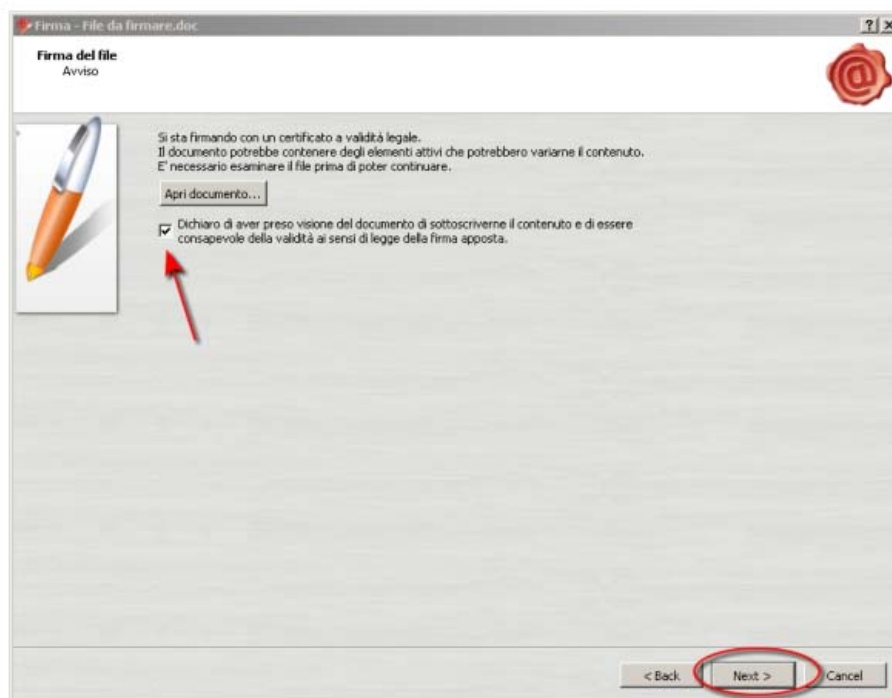 Firma - File da firmare.doc
Firma del file
Avviso
Si sta firmando con un certificato a validità legale.
Il documento potrebbe contenere degli elementi attivi che potrebbero variarne il contenuto.
E' necessario esaminare il file prima di poter continuare.
Apri documento...
Dichiaro di aver preso visione del documento di sottoscriverne il contenuto e di essere
consapevole della validità ai sensi di legge della firma apposta.
< Back
Next >
Cancel